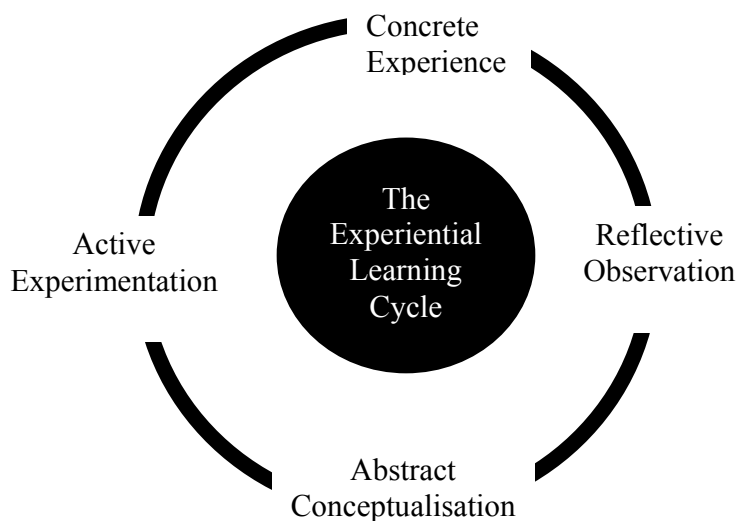 Concrete
Experience
The
Experiential
Learning
Cycle
Reflective
Observation
Active
Experimentation
Abstract
Conceptualisation